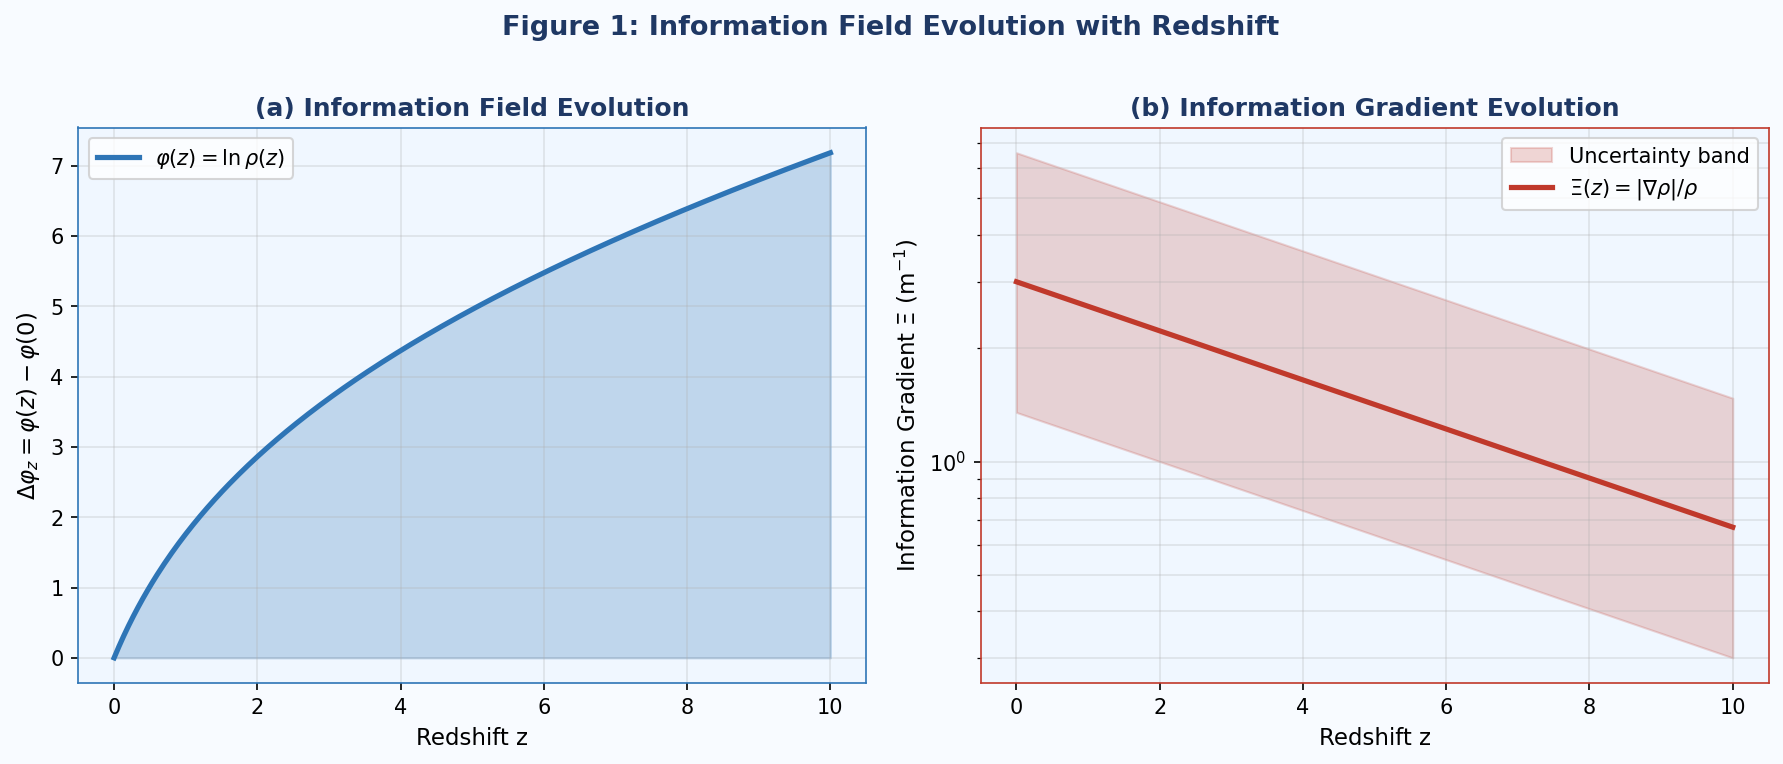 Figure 1: Information Field Evolution with Redshift
(a) Information Field Evolution
φ(z) = ln ρ(z)
Δφ_z = φ(z) − φ(0)
7
6
5
4
3
2
1
0
0 2 4 6 8 10
Redshift z
(b) Information Gradient Evolution
Uncertainty band
Ξ(z) = |∇ρ|/ρ
Information Gradient Ξ (m⁻¹)
10⁰
0 2 4 6 8 10
Redshift z